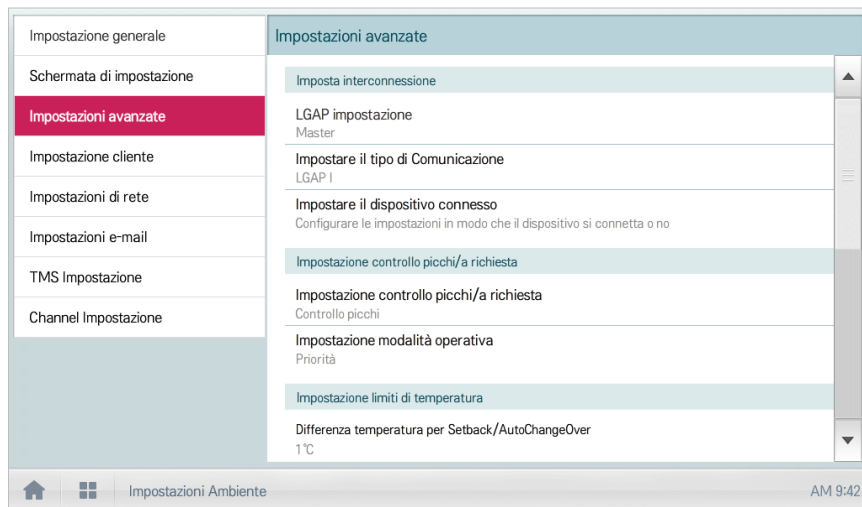 Impostazione generale
Schermata di impostazione
Impostazioni avanzate
Impostazione cliente
Impostazioni di rete
Impostazioni e-mail
TMS Impostazione
Channel Impostazione
Impostazioni avanzate
Imposta interconnessione
LGAP impostazione
Master
Impostare il tipo di Comunicazione
LGAP I
Impostare il dispositivo connesso
Configurare le impostazioni in modo che il dispositivo si connetta o no
Impostazione controllo picchi/a richiesta
Impostazione controllo picchi/a richiesta
Controllo picchi
Impostazione modalità operativa
Priorità
Impostazione limiti di temperatura
Differenza temperatura per Setback/AutoChangeOver
1℃
Impostazioni Ambiente
AM 9:42